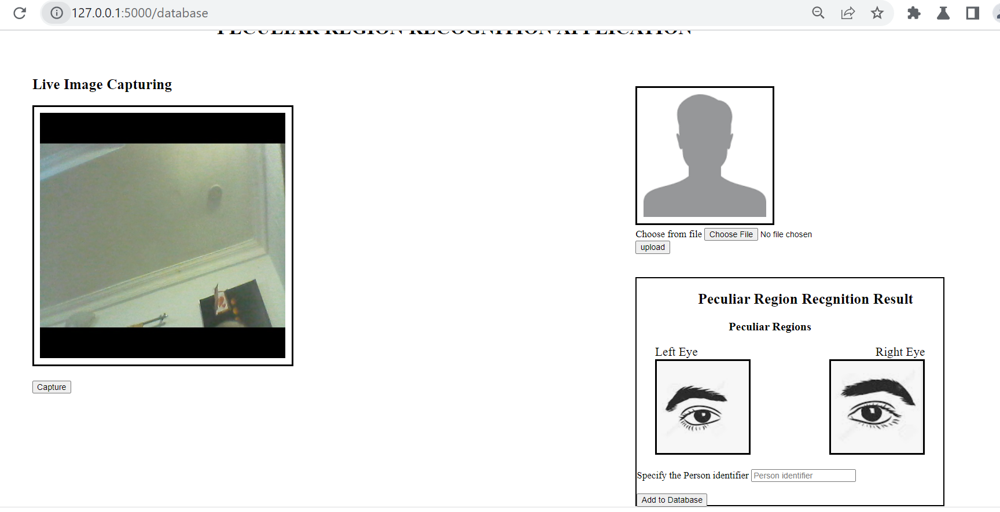 127.0.0.1:5000/database
PECULIAR REGION RECOGNITION APPLICATION
Live Image Capturing
Capture
Choose from file Choose File No file chosen
upload
Peculiar Region Recgnition Result
Peculiar Regions
Left Eye Right Eye
Specify the Person identifier Person identifier
Add to Database